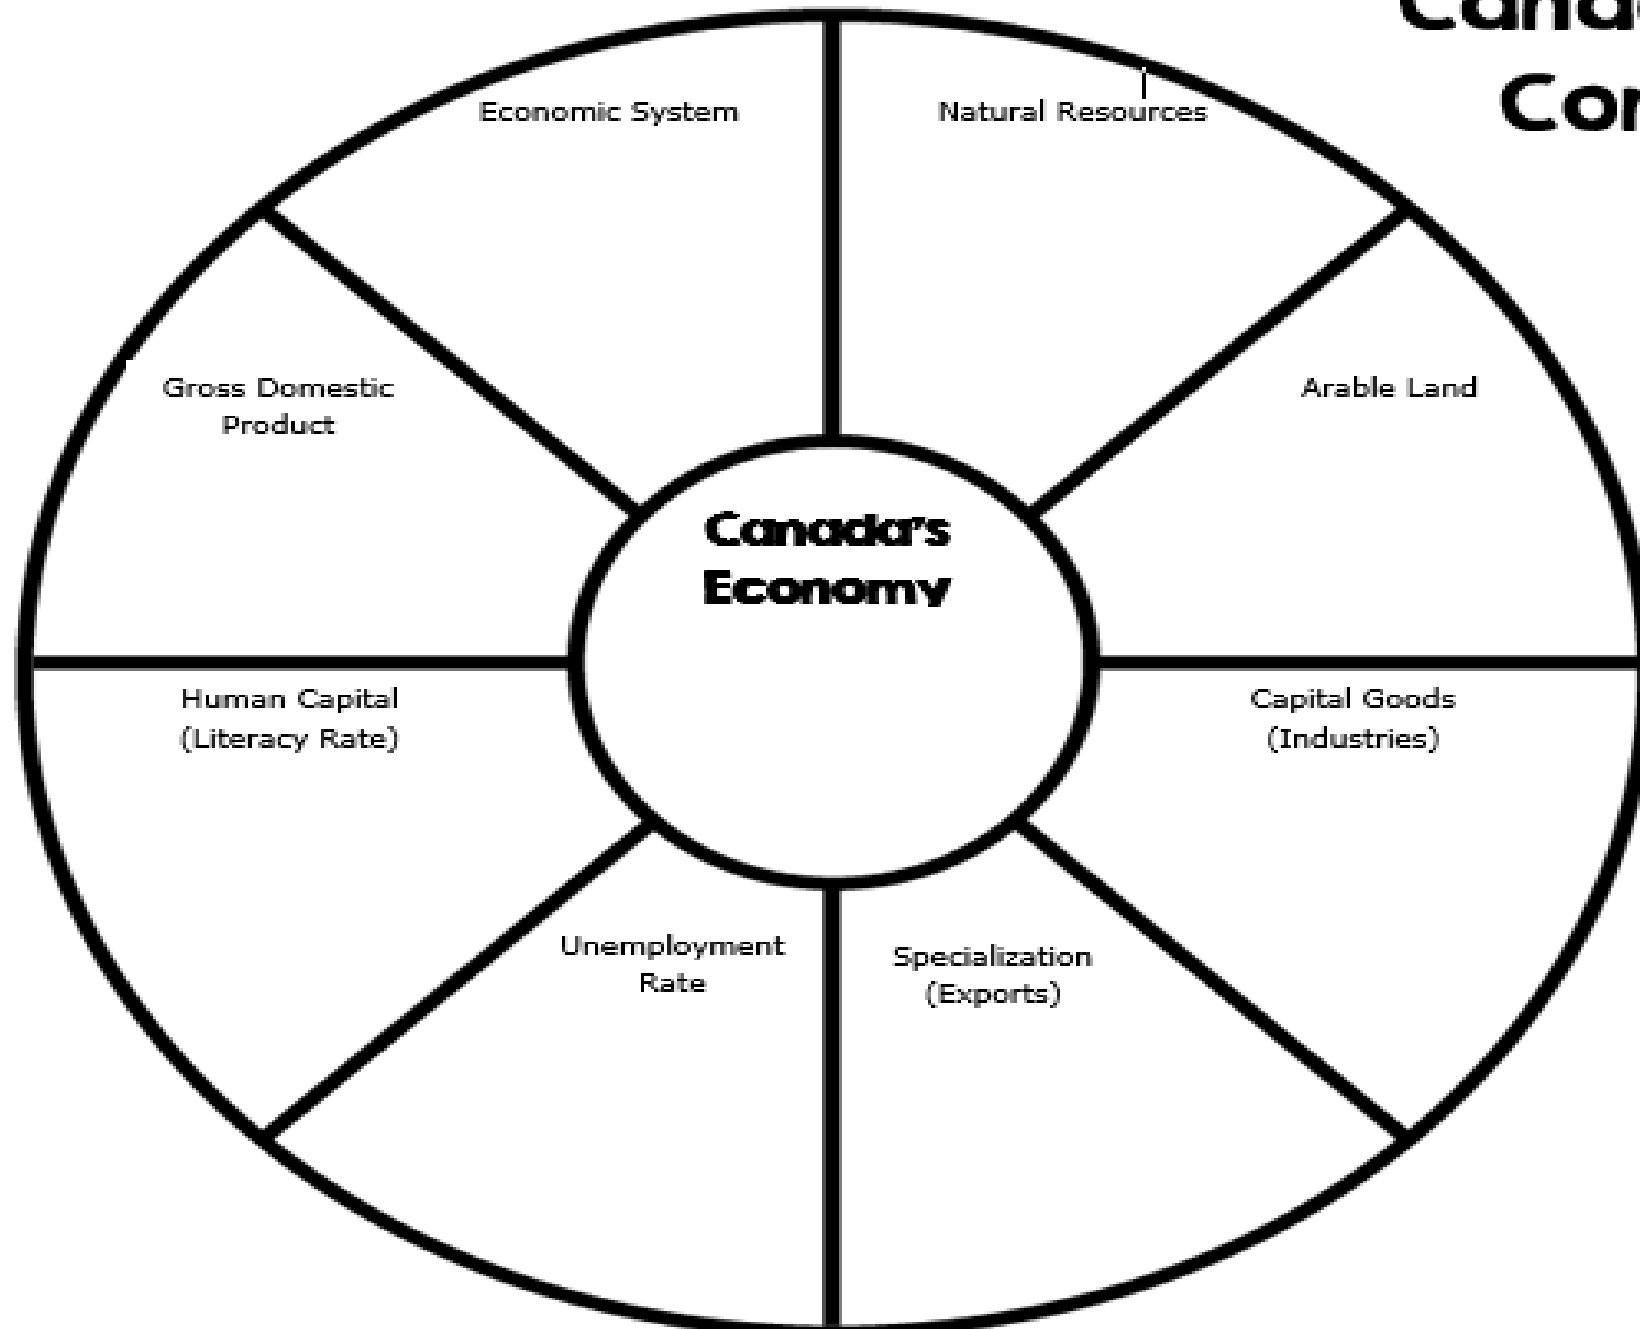 Economic System
Natural Resources
Gross Domestic
Product
Arable Land
Canada's
Economy
Human Capital
(Literacy Rate)
Capital Goods
(Industries)
Unemployment
Rate
Specialization
(Exports)